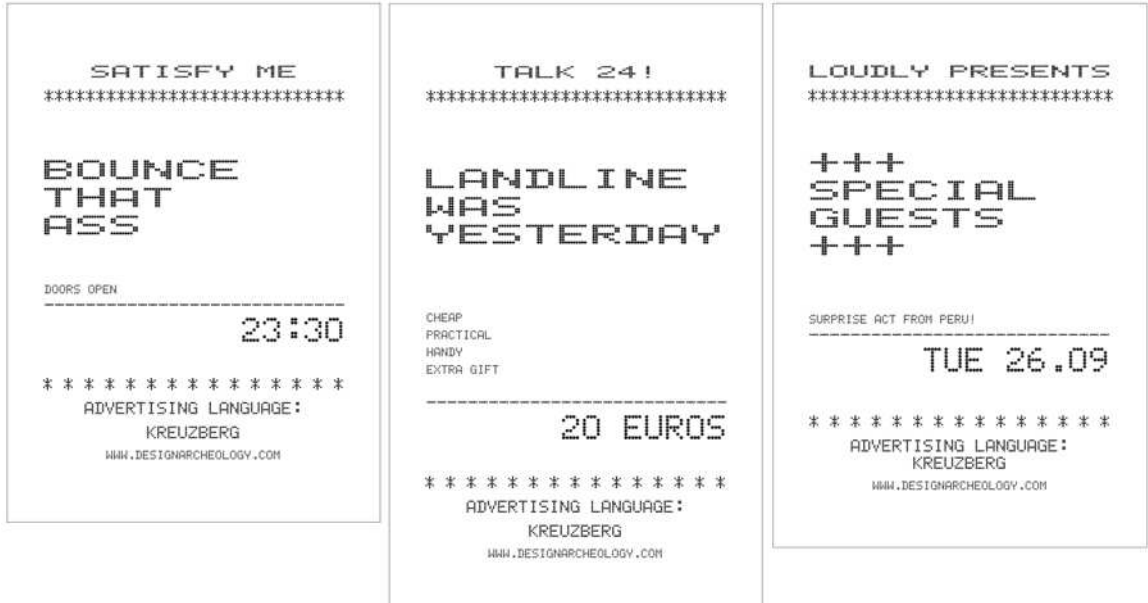 SATISFY ME
*****************************
BOUNCE
THAT
ASS
DOORS OPEN
-----------------------------
23:30
* * * * * * * * * * * * * * *
ADVERTISING LANGUAGE:
KREUZBERG
WWW.DESIGNARCHEOLOGY.COM
TALK 24!
*****************************
LANDLINE
WAS
YESTERDAY
CHEAP
PRACTICAL
HANDY
EXTRA GIFT
-----------------------------
20 EUROS
* * * * * * * * * * * * * * *
ADVERTISING LANGUAGE:
KREUZBERG
WWW.DESIGNARCHEOLOGY.COM
LOUDLY PRESENTS
*****************************
+++
SPECIAL
GUESTS
+++
SURPRISE ACT FROM PERU!
-----------------------------
TUE 26.09
* * * * * * * * * * * * * * *
ADVERTISING LANGUAGE:
KREUZBERG
WWW.DESIGNARCHEOLOGY.COM